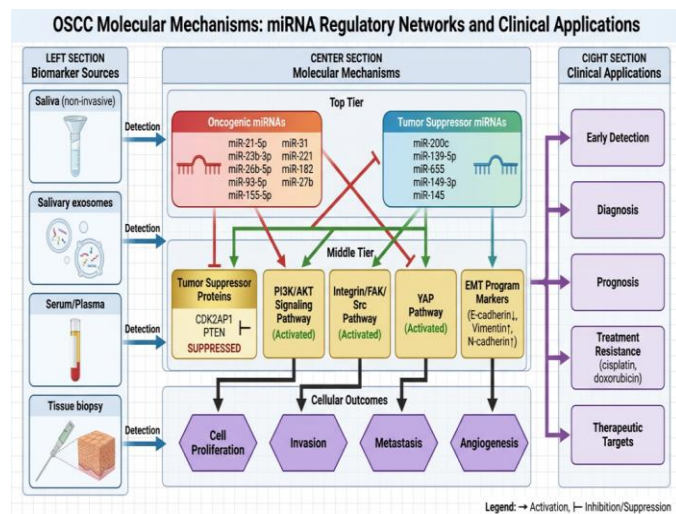 OSCC Molecular Mechanisms: miRNA Regulatory Networks and Clinical Applications
LEFT SECTION
Biomarker Sources
Saliva (non-invasive)
Salivary exosomes
Serum/Plasma
Tissue biopsy
Detection
Detection
Detection
Detection
CENTER SECTION
Molecular Mechanisms
Top Tier
Oncogenic miRNAs
miR-21-5p
miR-23b-3p
miR-26b-5p
miR-93-5p
miR-155-5p
miR-31
miR-221
miR-182
miR-27b
Tumor Suppressor miRNAs
miR-200c
miR-139-5p
miR-655
miR-149-3p
miR-145
Middle Tier
Tumor Suppressor
Proteins
CDK2AP1
PTEN
SUPPRESSED
PI3K/AKT
Signaling
Pathway
(Activated)
Integrin/FAK/
Src
Pathway
(Activated)
YAP
Pathway
(Activated)
EMT Program
Markers
(E-cadherin↓,
Vimentin↑,
N-cadherin↑)
Cellular Outcomes
Cell
Proliferation
Invasion
Metastasis
Angiogenesis
CIGHT SECTION
Clinical Applications
Early Detection
Diagnosis
Prognosis
Treatment
Resistance
(cisplatin,
doxorubicin)
Therapeutic
Targets
Legend: → Activation, ⊢ Inhibition/Suppression